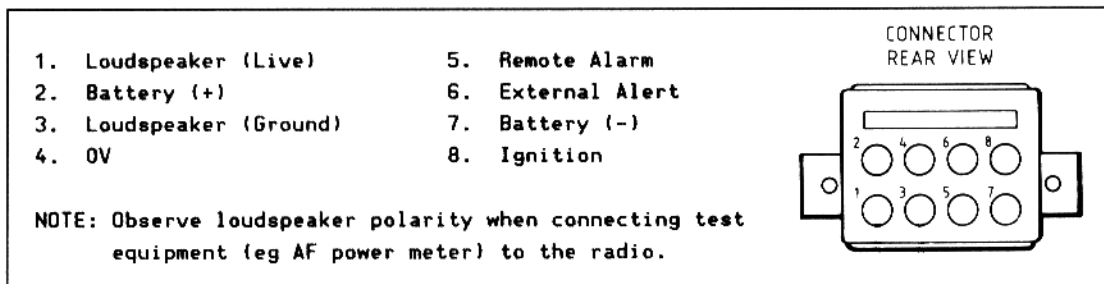 1. Loudspeaker (Live)
2. Battery (+)
3. Loudspeaker (Ground)
4. 0V
5. Remote Alarm
6. External Alert
7. Battery (-)
8. Ignition
NOTE: Observe loudspeaker polarity when connecting test
equipment (eg AF power meter) to the radio.
CONNECTOR
REAR VIEW
2 4 6 8
1 3 5 7